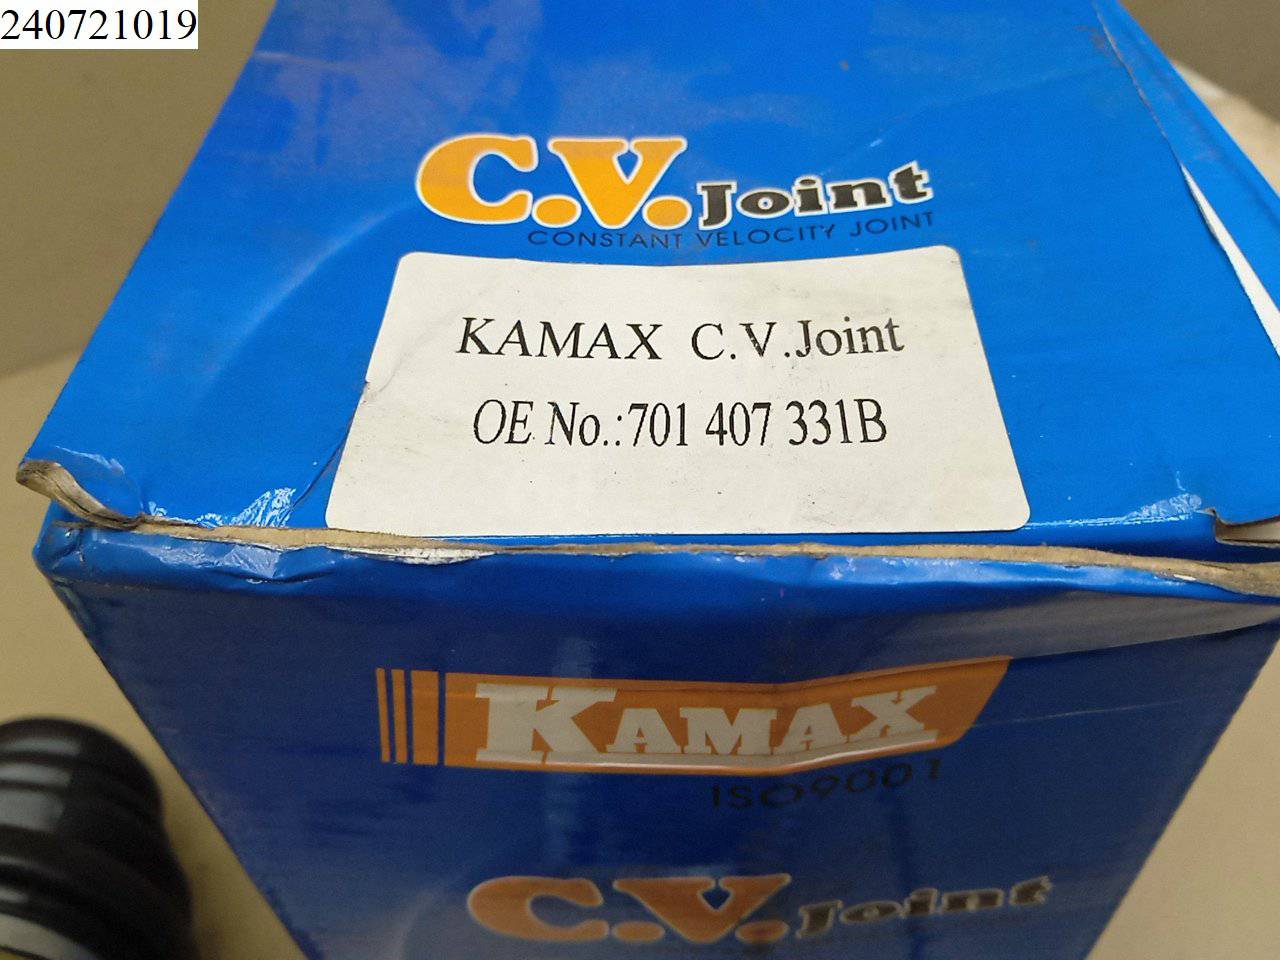 240721019
C.V. Joint
CONSTANT VELOCITY JOINT
KAMAX C.V.Joint
OE No.:701 407 331B
KAMAX
ISO9001
C.V. Joint